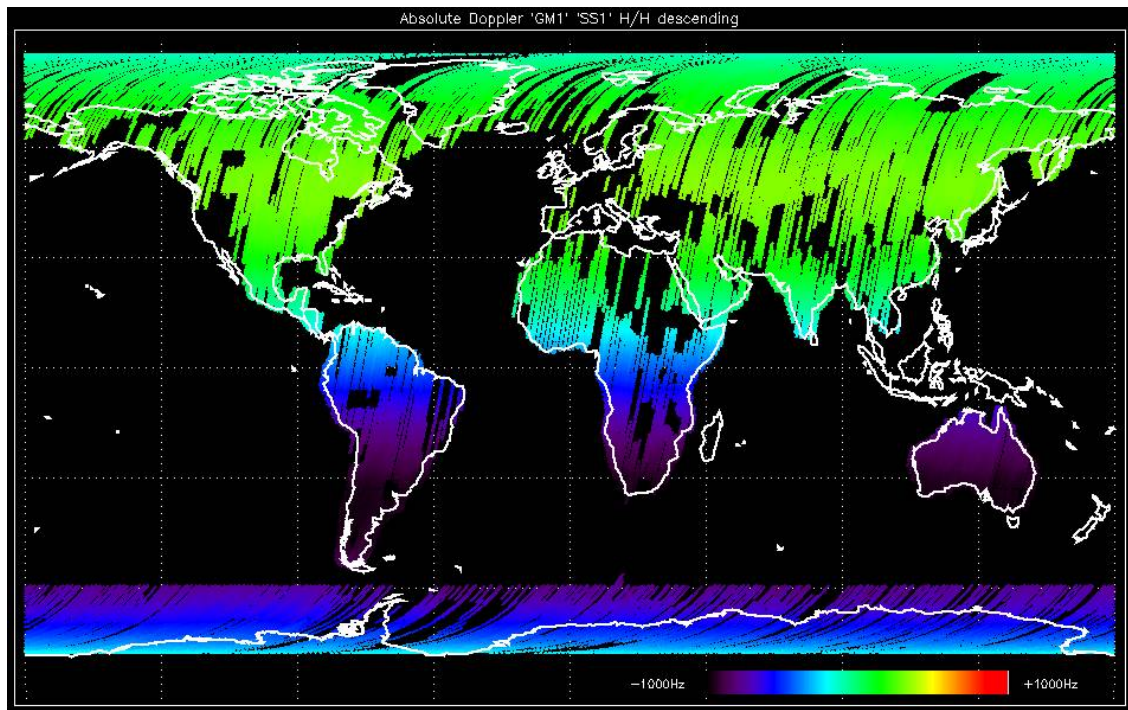 Absolute Doppler 'GM1' 'SS1' H/H descending
-1000Hz +1000Hz